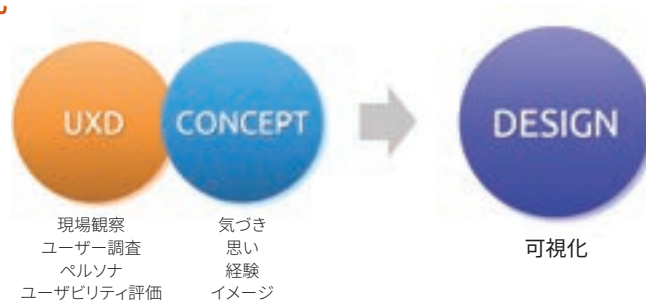 UXD
CONCEPT
DESIGN
現場観察
ユーザー調査
ペルソナ
ユーザビリティ評価
気づき
思い
経験
イメージ
可視化